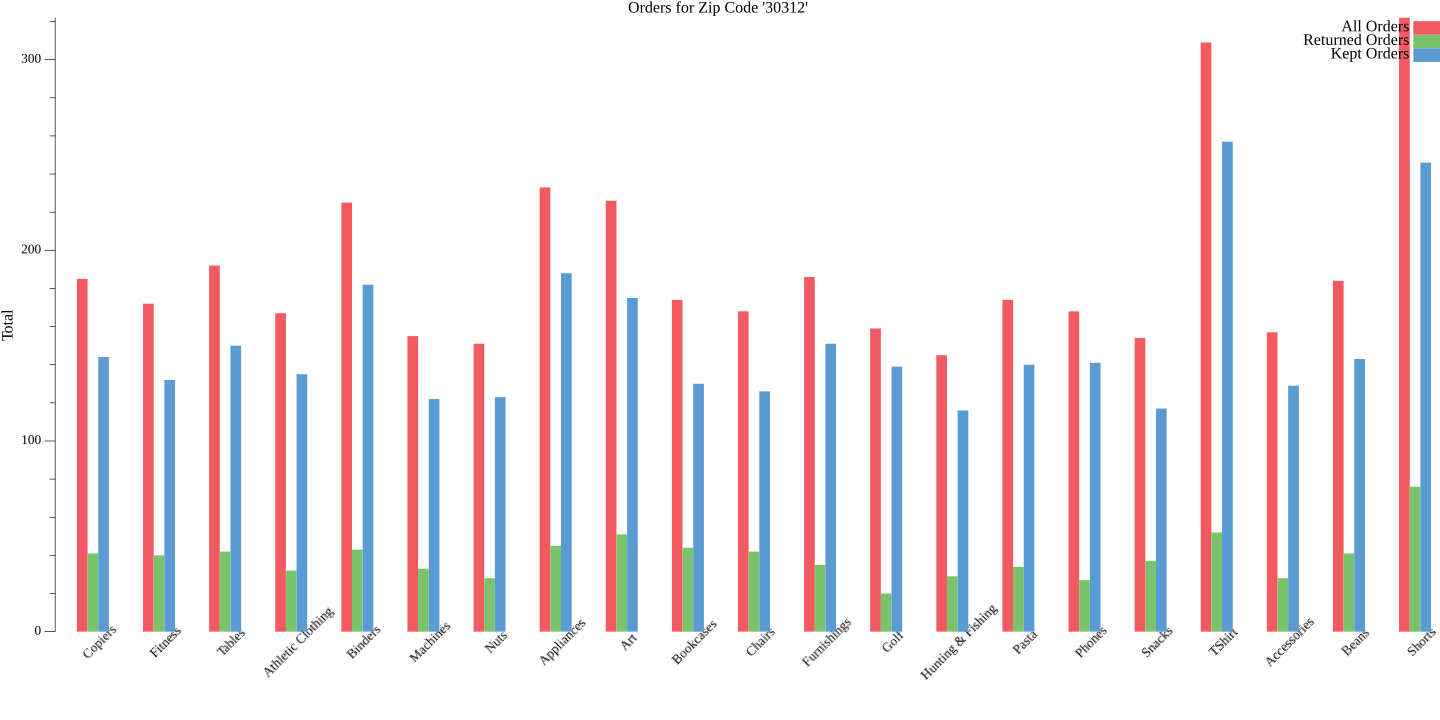 Orders for Zip Code '30312'
All Orders
Returned Orders
Kept Orders
Total
300
200
100
0
Copiers
Fitness
Tables
Athletic Clothing
Binders
Machines
Nuts
Appliances
Art
Bookcases
Chairs
Furnishings
Golf
Hunting & Fishing
Pasta
Phones
Snacks
TShirt
Accessories
Beans
Shorts